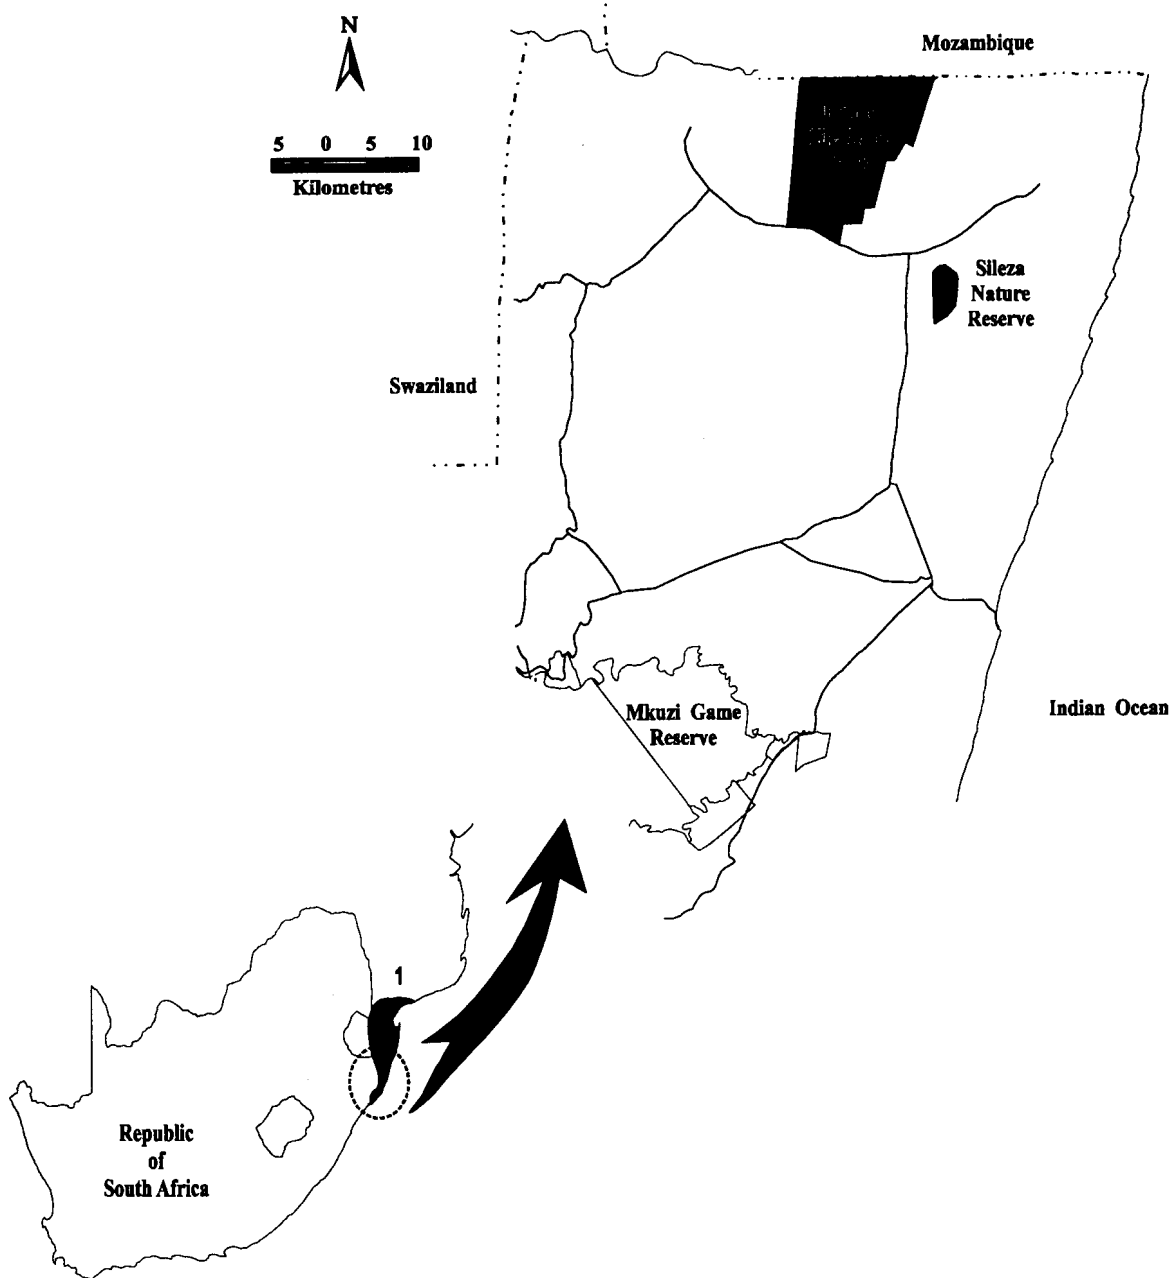 N
Mozambique
5 0 5 10
Kilometres
Sileza
Nature
Reserve
Swaziland
Mkuzi Game
Reserve
Indian Ocean
1
Republic
of
South Africa